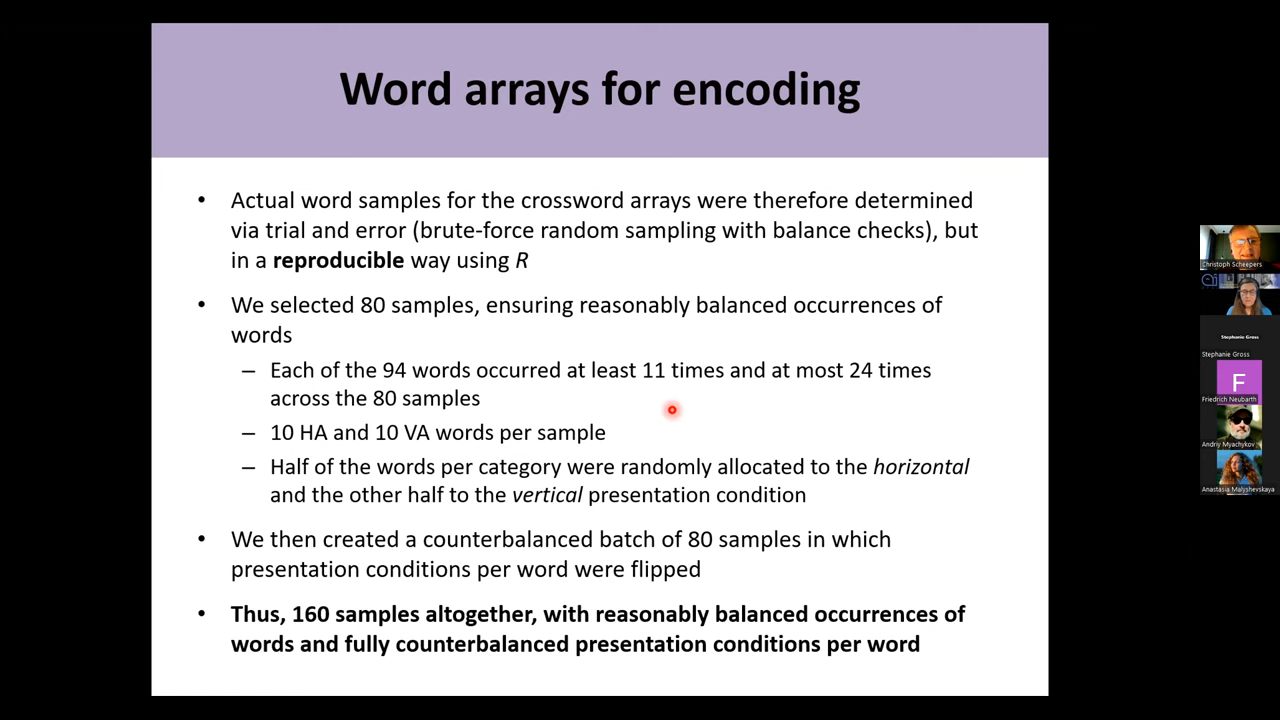 Word arrays for encoding
• Actual word samples for the crossword arrays were therefore determined
via trial and error (brute-force random sampling with balance checks), but
in a reproducible way using R
• We selected 80 samples, ensuring reasonably balanced occurrences of
words
– Each of the 94 words occurred at least 11 times and at most 24 times
across the 80 samples
– 10 HA and 10 VA words per sample
– Half of the words per category were randomly allocated to the horizontal
and the other half to the vertical presentation condition
• We then created a counterbalanced batch of 80 samples in which
presentation conditions per word were flipped
• Thus, 160 samples altogether, with reasonably balanced occurrences of
words and fully counterbalanced presentation conditions per word
Christoph Scheepers
Stephanie Gross
Stephanie Gross
F
Friedrich Neubarth
Andriy Myachykov
Anastasia Malyshevskaya